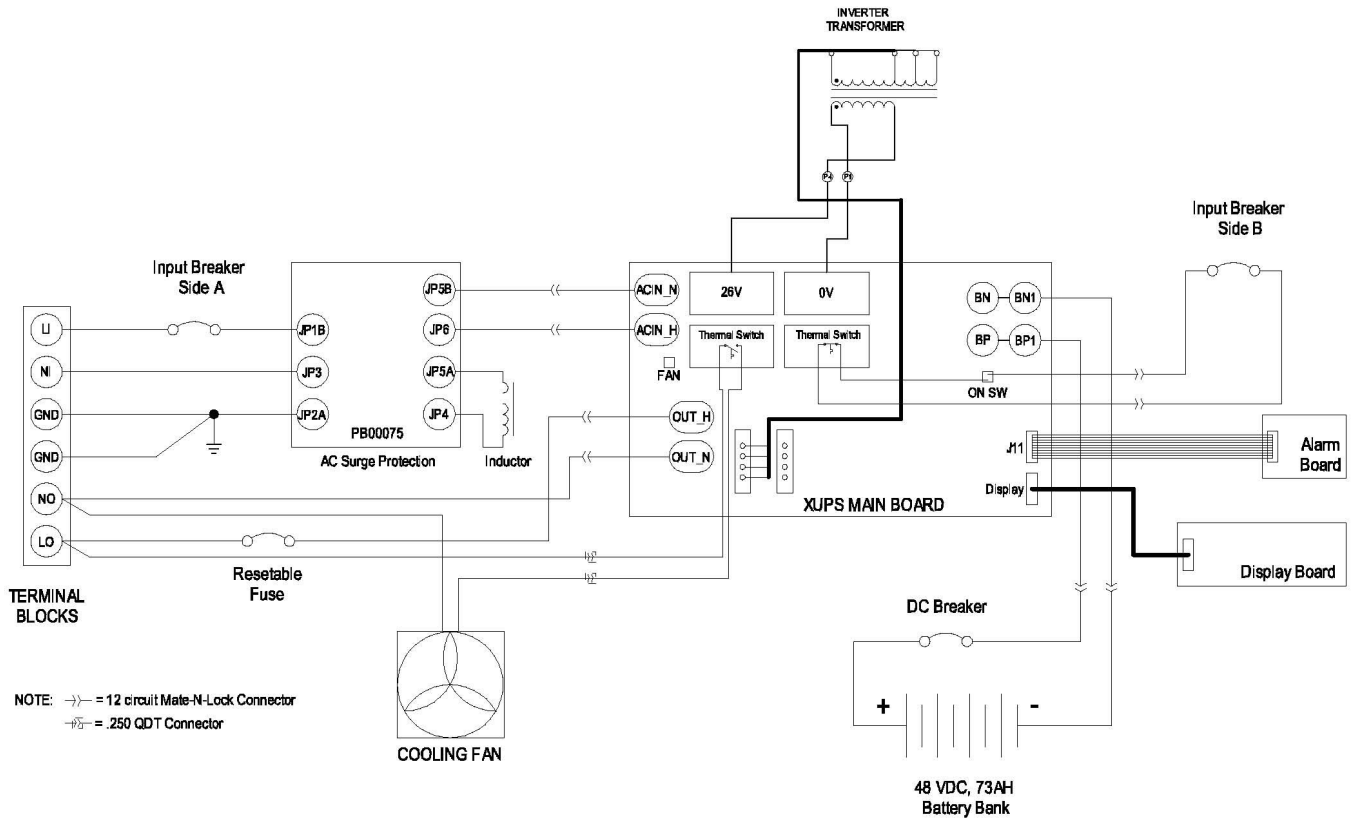 INVERTER
TRANSFORMER
P4
P5
Input Breaker
Side B
Input Breaker
Side A
LI
NI
GND
GND
NO
LO
TERMINAL
BLOCKS
JP1B
JP3
JP2A
JP5B
JP6
JP5A
JP4
PB00075
AC Surge Protection
Inductor
ACIN_N
ACIN_H
FAN
OUT_H
OUT_N
26V
0V
Thermal Switch
Thermal Switch
BN
BN1
BP
BP1
ON SW
J11
Display
XUPS MAIN BOARD
Alarm
Board
Display Board
Resetable
Fuse
DC Breaker
COOLING FAN
NOTE:
= 12 circuit Mate-N-Lock Connector
= .250 QDT Connector
+
-
48 VDC, 73AH
Battery Bank